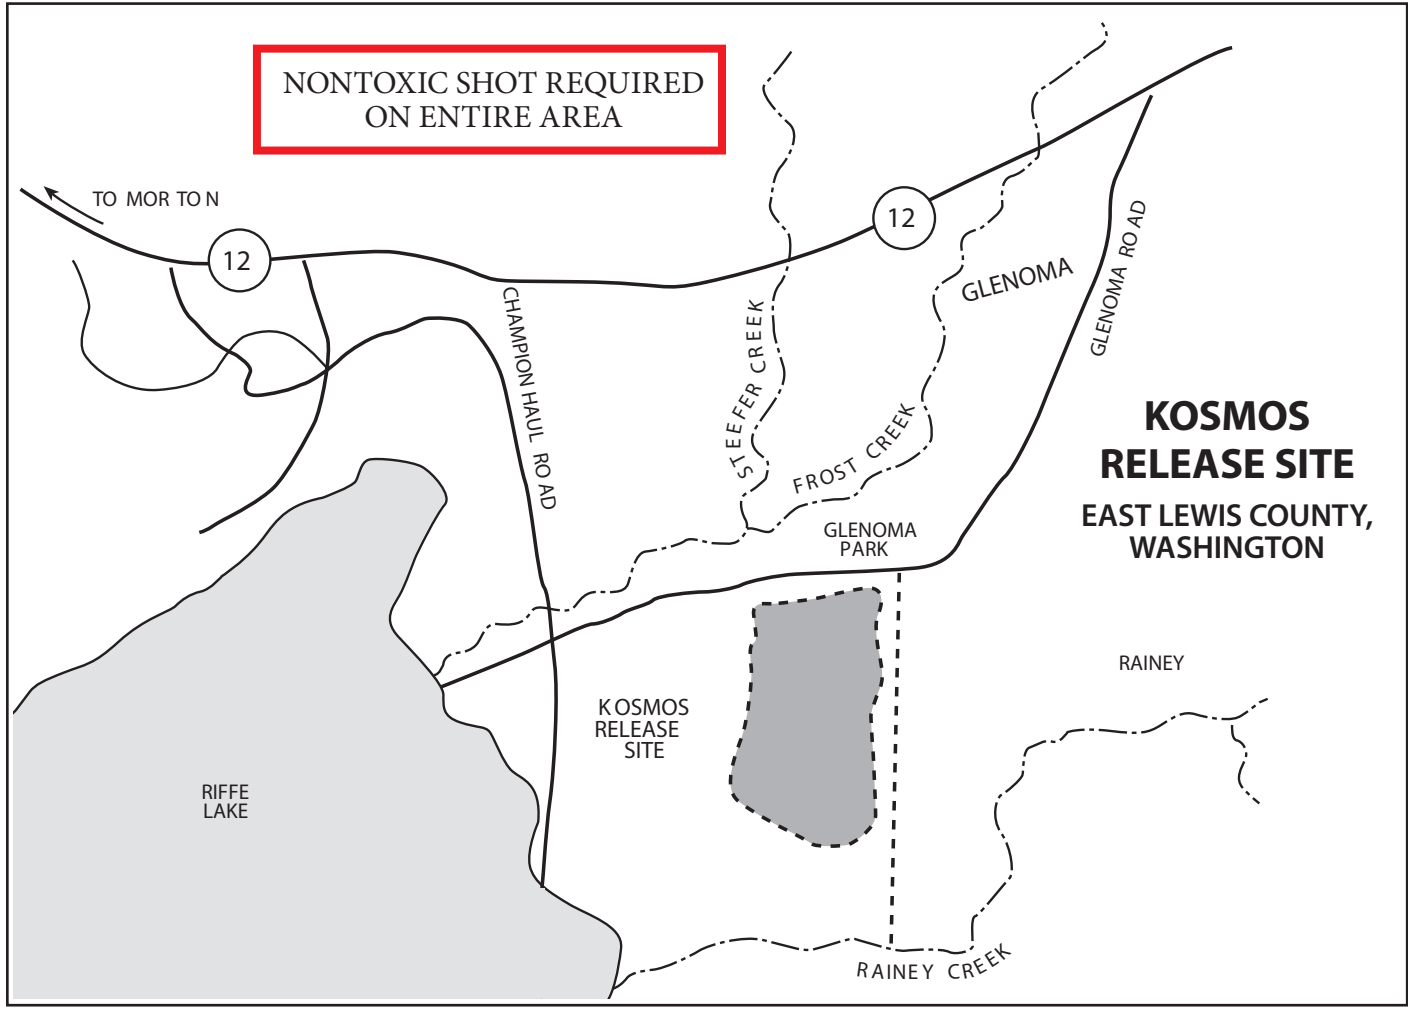 NONTOXIC SHOT REQUIRED
ON ENTIRE AREA
TO MORTON
12
12
GLENOMA
GLENOMA ROAD
CHAMPION HAUL ROAD
STEEFER CREEK
FROST CREEK
KOSMOS
RELEASE SITE
EAST LEWIS COUNTY,
WASHINGTON
GLENOMA
PARK
RAINEY
KOSMOS
RELEASE
SITE
RIFFE
LAKE
RAINEY CREEK